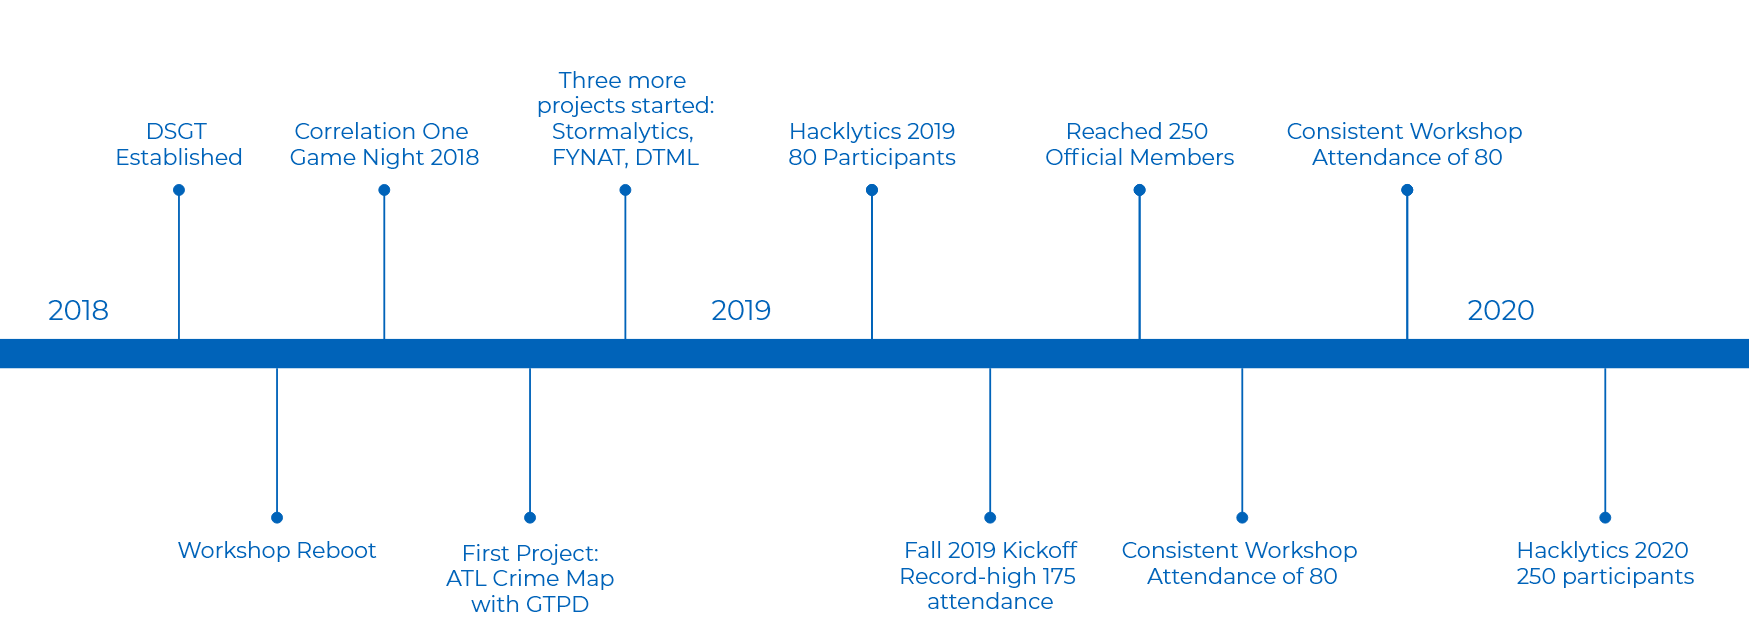 Three more
projects started:
Stormalytics,
FYNAT, DTML
DSGT
Established
Correlation One
Game Night 2018
Hacklytics 2019
80 Participants
Reached 250
Official Members
Consistent Workshop
Attendance of 80
2018
2019
2020
Workshop Reboot
First Project:
ATL Crime Map
with GTPD
Fall 2019 Kickoff
Record-high 175
attendance
Consistent Workshop
Attendance of 80
Hacklytics 2020
250 participants